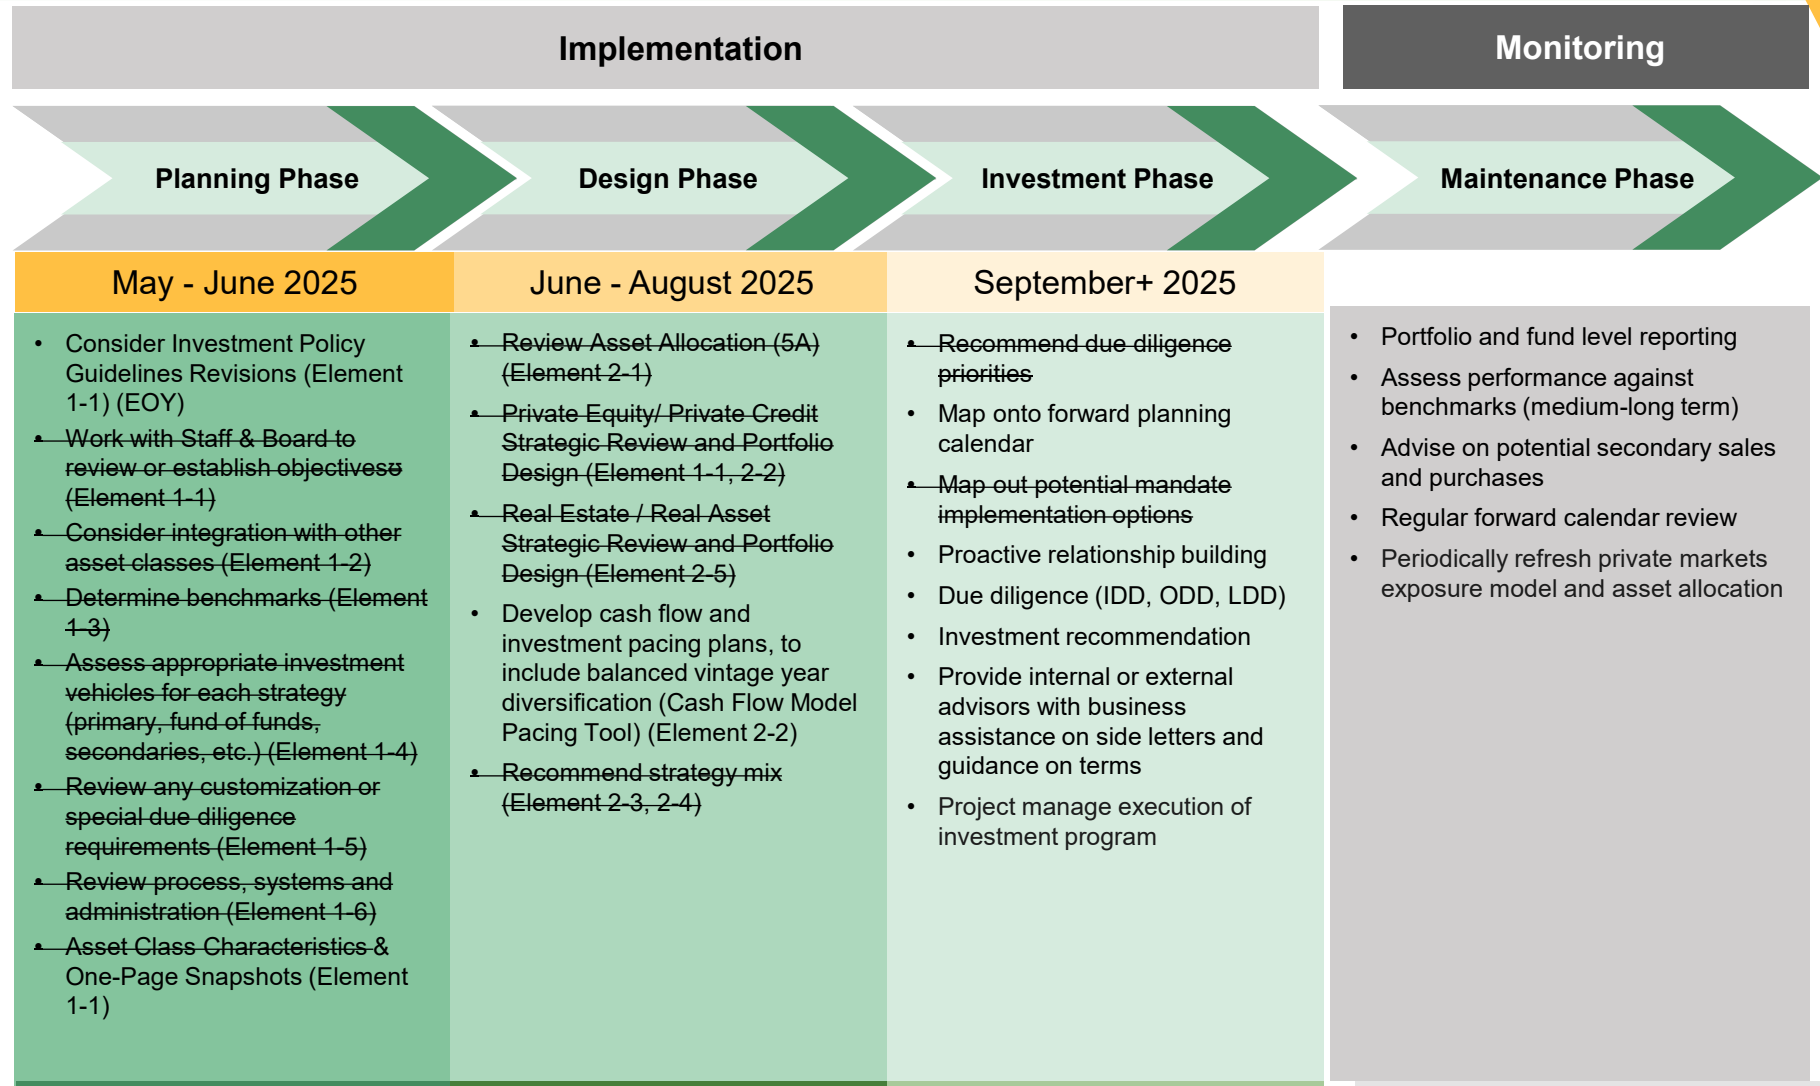 Implementation
Monitoring
Planning Phase
Design Phase
Investment Phase
Maintenance Phase
May - June 2025
June - August 2025
September+ 2025
• Consider Investment Policy
Guidelines Revisions (Element
1-1) (EOY)
• Work with Staff & Board to
review or establish objectives
(Element 1-1)
• Consider integration with other
asset classes (Element 1-2)
• Determine benchmarks (Element
1-3)
• Assess appropriate investment
vehicles for each strategy
(primary, fund of funds,
secondaries, etc.) (Element 1-4)
• Review any customization or
special due diligence
requirements (Element 1-5)
• Review process, systems and
administration (Element 1-6)
• Asset Class Characteristics &
One-Page Snapshots (Element
1-1)
• Review Asset Allocation (5A)
(Element 2-1)
• Private Equity/ Private Credit
Strategic Review and Portfolio
Design (Element 1-1, 2-2)
• Real Estate / Real Asset
Strategic Review and Portfolio
Design (Element 2-5)
• Develop cash flow and
investment pacing plans, to
include balanced vintage year
diversification (Cash Flow Model
Pacing Tool) (Element 2-2)
• Recommend strategy mix
(Element 2-3, 2-4)
• Recommend due diligence
priorities
• Map onto forward planning
calendar
• Map out potential mandate
implementation options
• Proactive relationship building
• Due diligence (IDD, ODD, LDD)
• Investment recommendation
• Provide internal or external
advisors with business
assistance on side letters and
guidance on terms
• Project manage execution of
investment program
• Portfolio and fund level reporting
• Assess performance against
benchmarks (medium-long term)
• Advise on potential secondary sales
and purchases
• Regular forward calendar review
• Periodically refresh private markets
exposure model and asset allocation